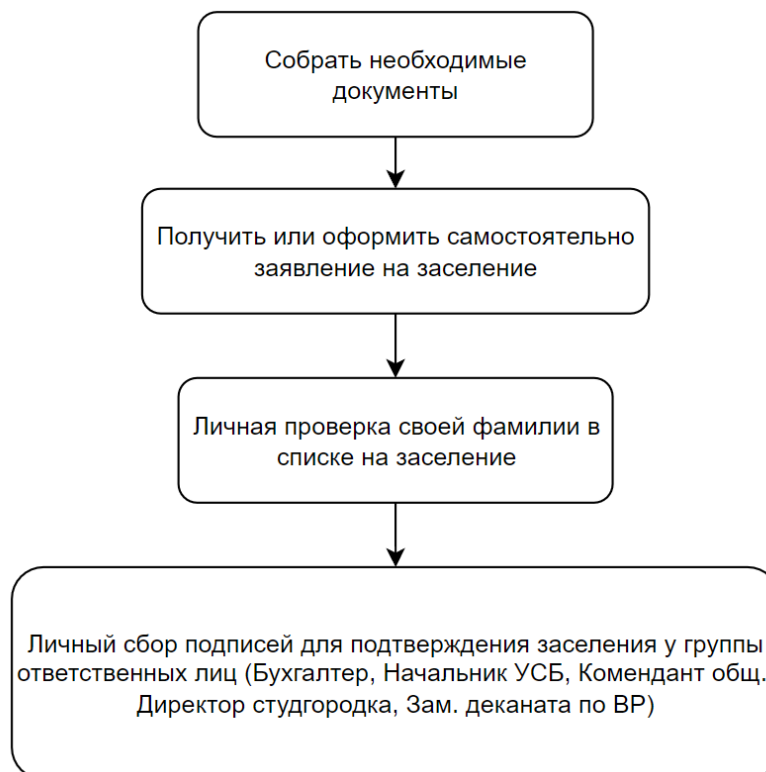 Собрать необходимые
документы
Получить или оформить самостоятельно
заявление на заселение
Личная проверка своей фамилии в
списке на заселение
Личный сбор подписей для подтверждения заселения у группы
ответственных лиц (Бухгалтер, Начальник УСБ, Комендант общ.
Директор студгородка, Зам. деканата по ВР)